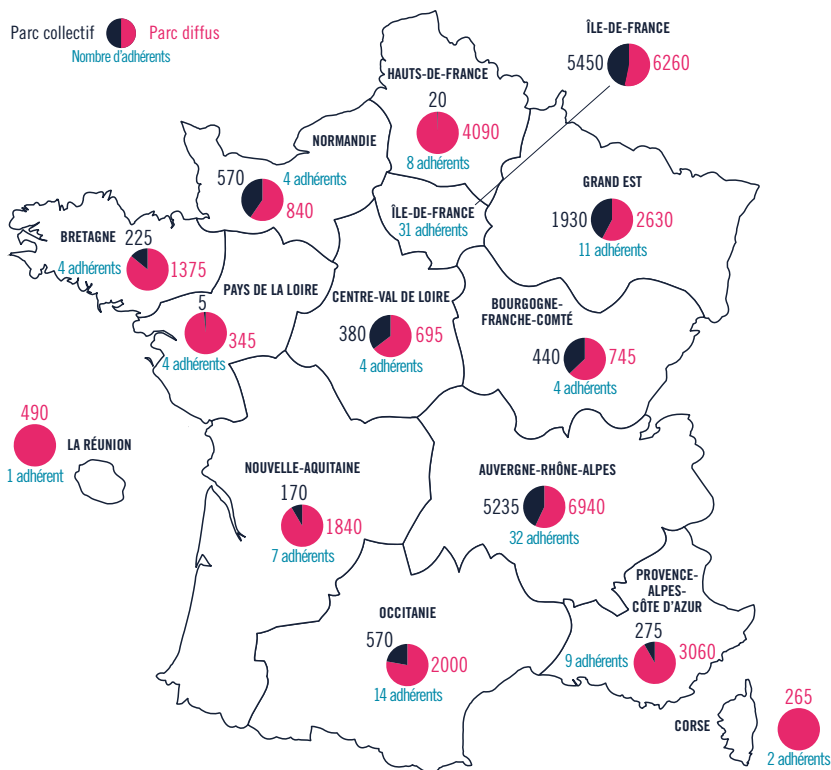 Parc collectif Parc diffus
Nombre d'adhérents
ÎLE-DE-FRANCE
5450 6260
HAUTS-DE-FRANCE
20
4090
8 adhérents
NORMANDIE
570 4 adhérents
840
ÎLE-DE-FRANCE
31 adhérents
GRAND EST
1930 2630
11 adhérents
BRETAGNE 225
4 adhérents 1375
PAYS DE LA LOIRE
5
345
4 adhérents
CENTRE-VAL DE LOIRE
380 695
4 adhérents
BOURGOGNE-
FRANCHE-COMTÉ
440 745
4 adhérents
490
LA RÉUNION
1 adhérent
NOUVELLE-AQUITAINE
170
1840
7 adhérents
AUVERGNE-RHÔNE-ALPES
5235 6940
32 adhérents
PROVENCE-
ALPES-
CÔTE D'AZUR
275
9 adhérents 3060
OCCITANIE
570
2000
14 adhérents
265
CORSE
2 adhérents